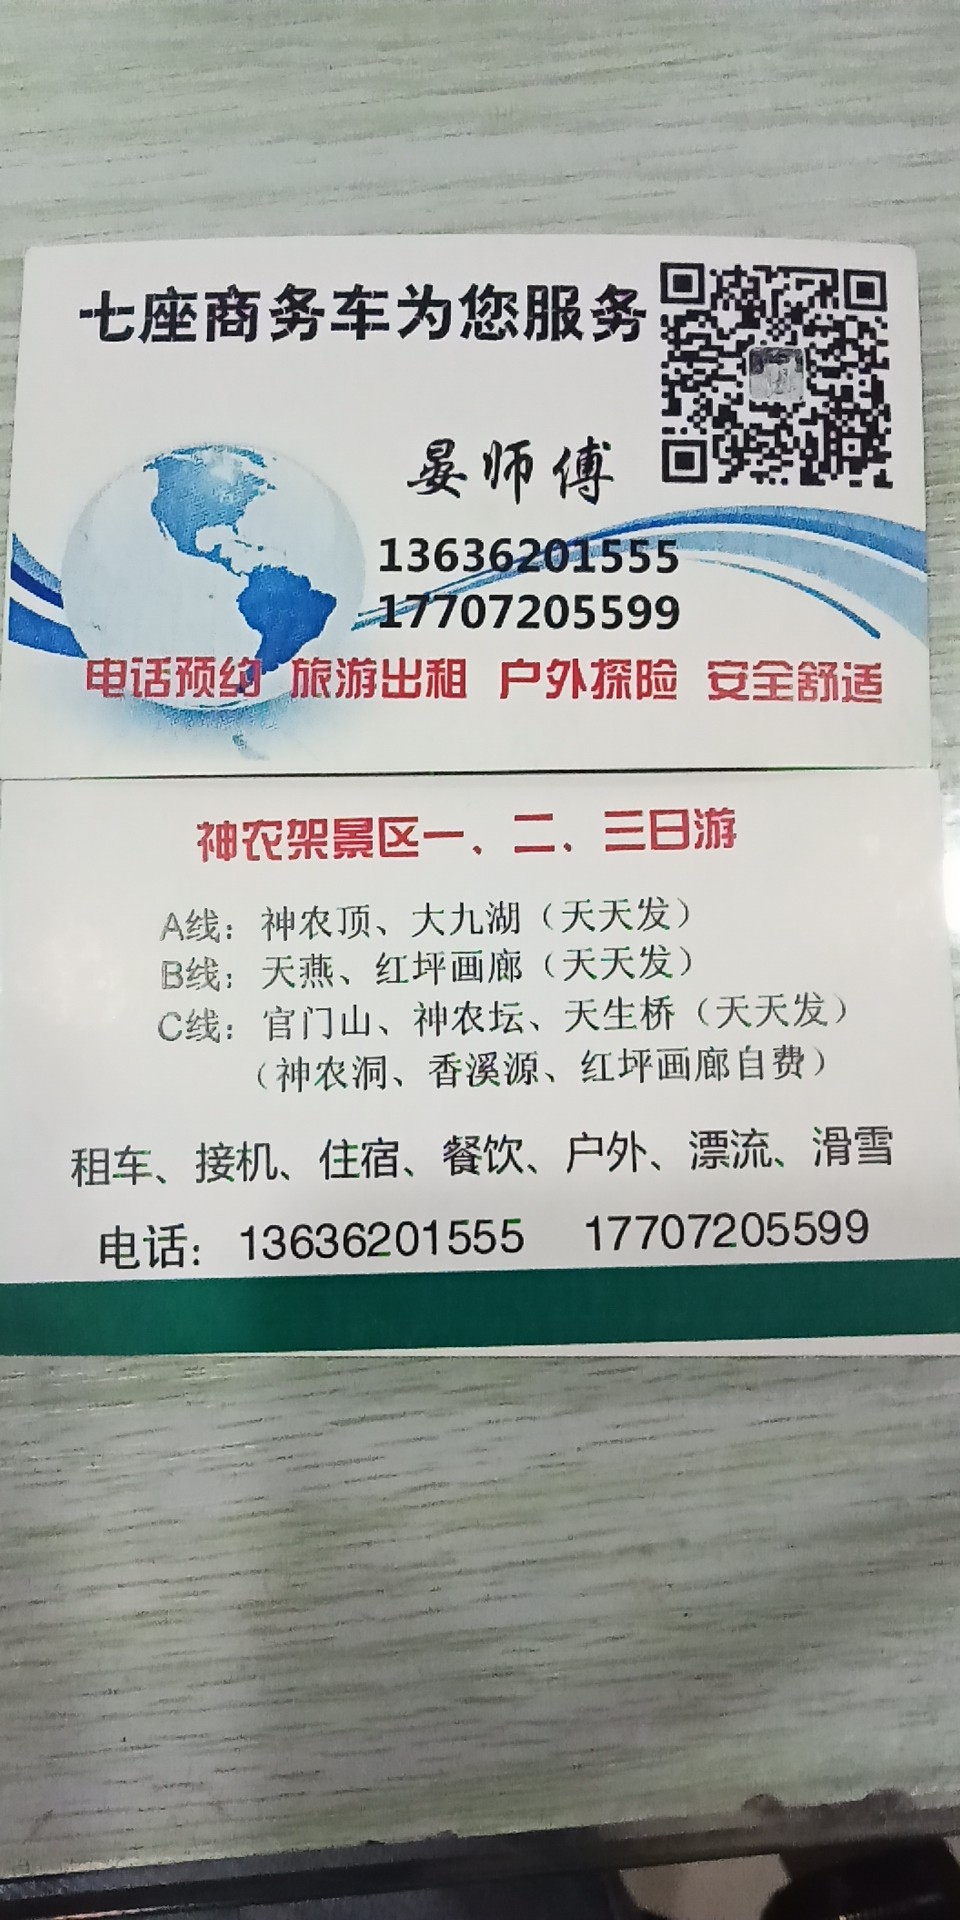 七座商务车为您服务
晏师傅
13636201555
17707205599
电话预约 旅游出租 户外探险 安全舒适
神农架景区一、二、三日游
A线：神农顶、大九湖（天天发）
B线：天燕、红坪画廊（天天发）
C线：官门山、神农坛、天生桥（天天发）
（神农洞、香溪源、红坪画廊自费）
租车、接机、住宿、餐饮、户外、漂流、滑雪
电话：13636201555 17707205599